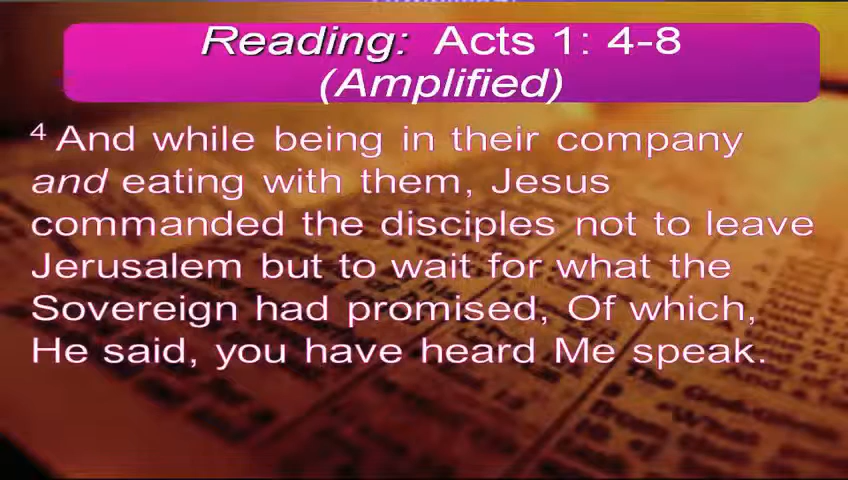 Reading: Acts 1: 4-8
(Amplified)
4 And while being in their company
and eating with them, Jesus
commanded the disciples not to leave
Jerusalem but to wait for what the
Sovereign had promised, Of which,
He said, you have heard Me speak.